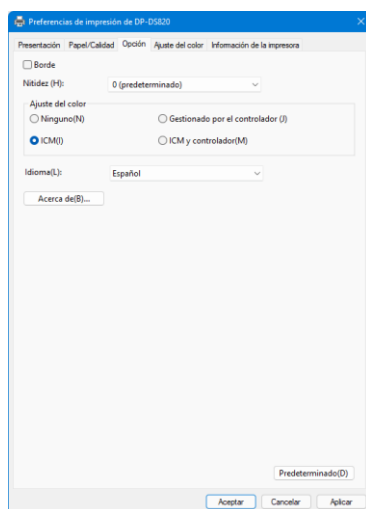 Preferencias de impresión de DP-DS820
Presentación Papel/Calidad Opción Ajuste del color Información de la impresora
Borde
Nitidez (H): 0 (predeterminado)
Ajuste del color
Ninguno(N) Gestionado por el controlador (J)
ICM(I) ICM y controlador(M)
Idioma(L): Español
Acerca de(B)...
Predeterminado(D)
Aceptar Cancelar Aplicar